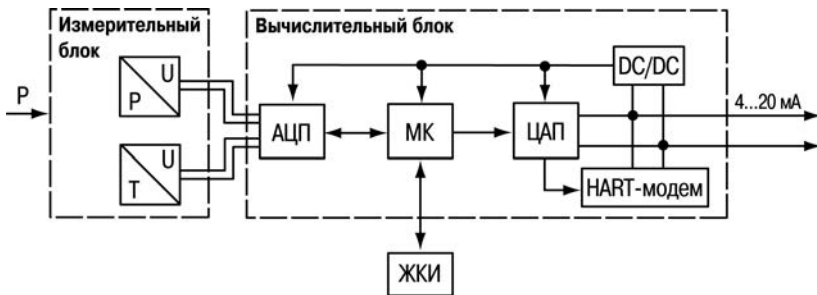 Измерительный
блок
Вычислительный блок
P
U
P
U
T
АЦП
МК
ЦАП
DC/DC
4...20 мА
HART-модем
ЖКИ